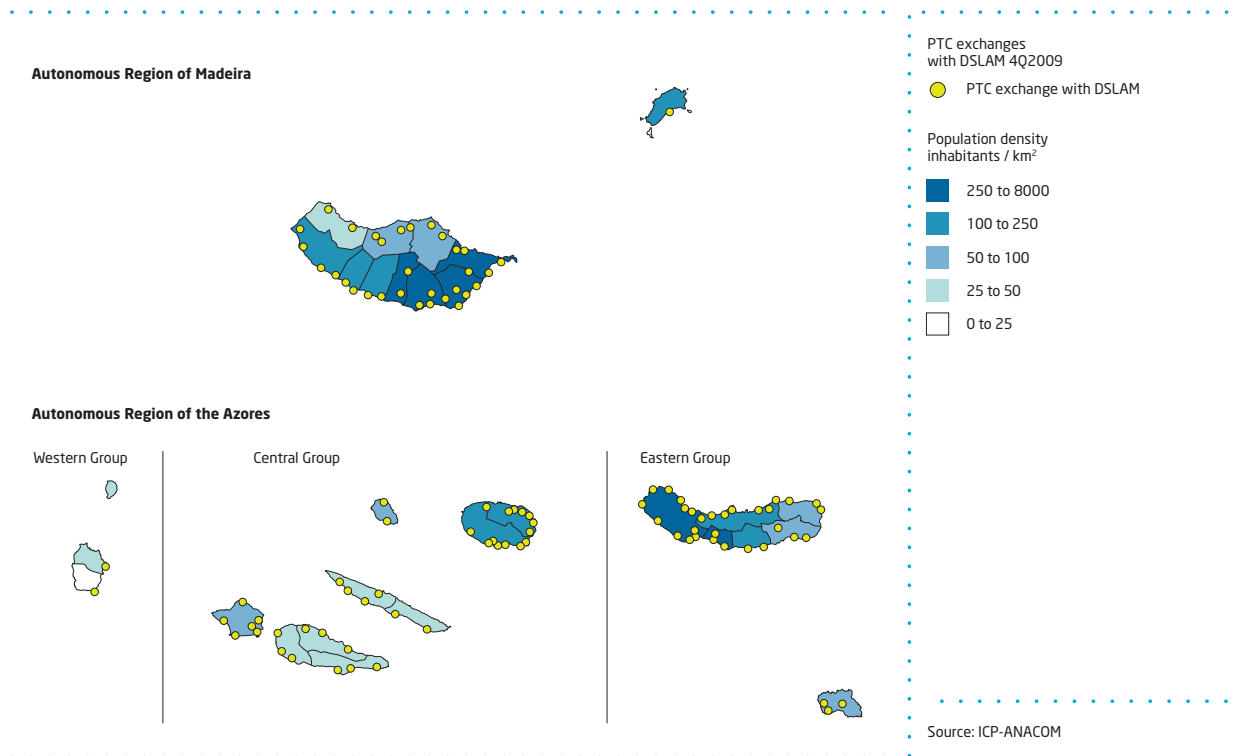 Autonomous Region of Madeira
PTC exchanges
with DSLAM 4Q2009
PTC exchange with DSLAM
Population density
inhabitants / km²
250 to 8000
100 to 250
50 to 100
25 to 50
0 to 25
Autonomous Region of the Azores
Western Group
Central Group
Eastern Group
Source: ICP-ANACOM